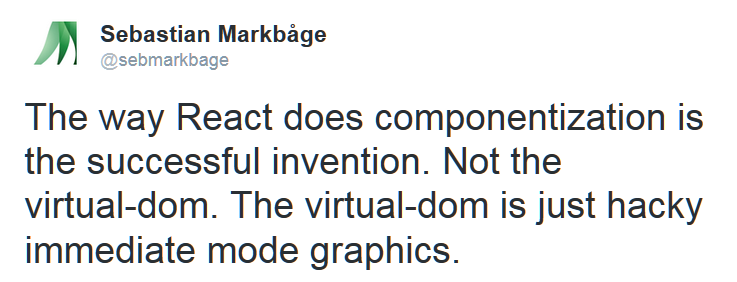 Sebastian Markbåge
@sebmarkbage
The way React does componentization is
the successful invention. Not the
virtual-dom. The virtual-dom is just hacky
immediate mode graphics.